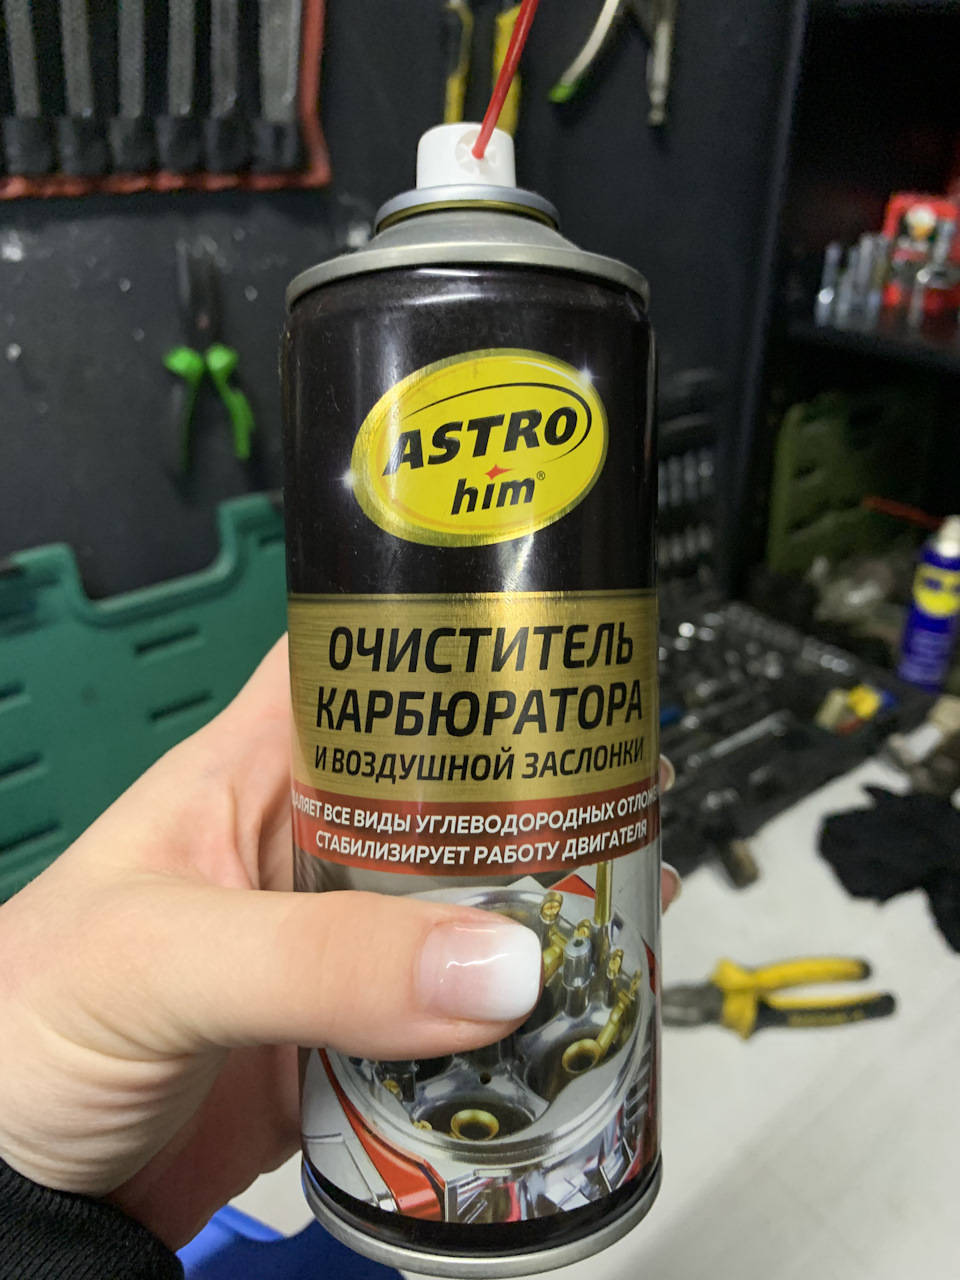 ASTRO
him®
ОЧИСТИТЕЛЬ
КАРБЮРАТОРА
И ВОЗДУШНОЙ ЗАСЛОНКИ
ВСЕ ВИДЫ УГЛЕВОДОРОДНЫХ
СТАБИЛИЗИРУЕТ РАБОТУ ДВИГАТЕЛЯ